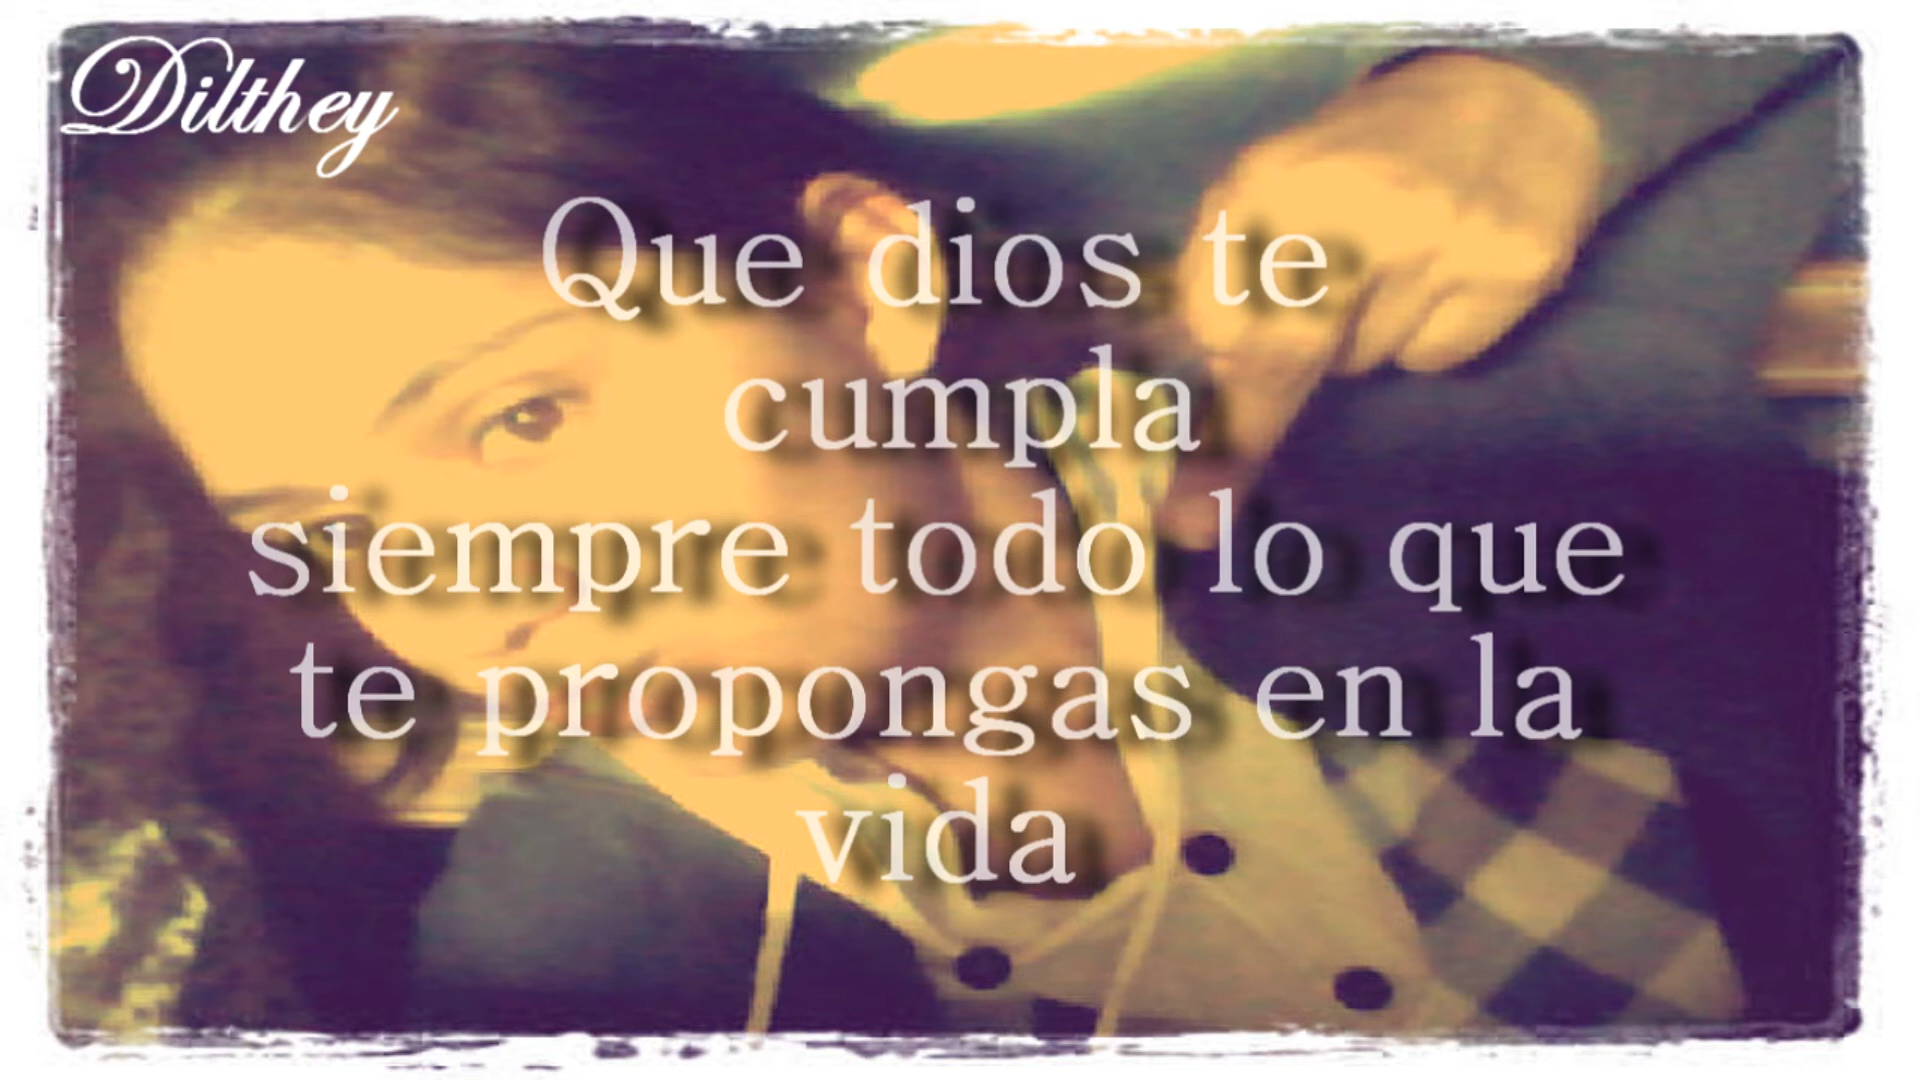 Dilthey
Que dios te
cumpla
siempre todo lo que
te propongas en la
vida